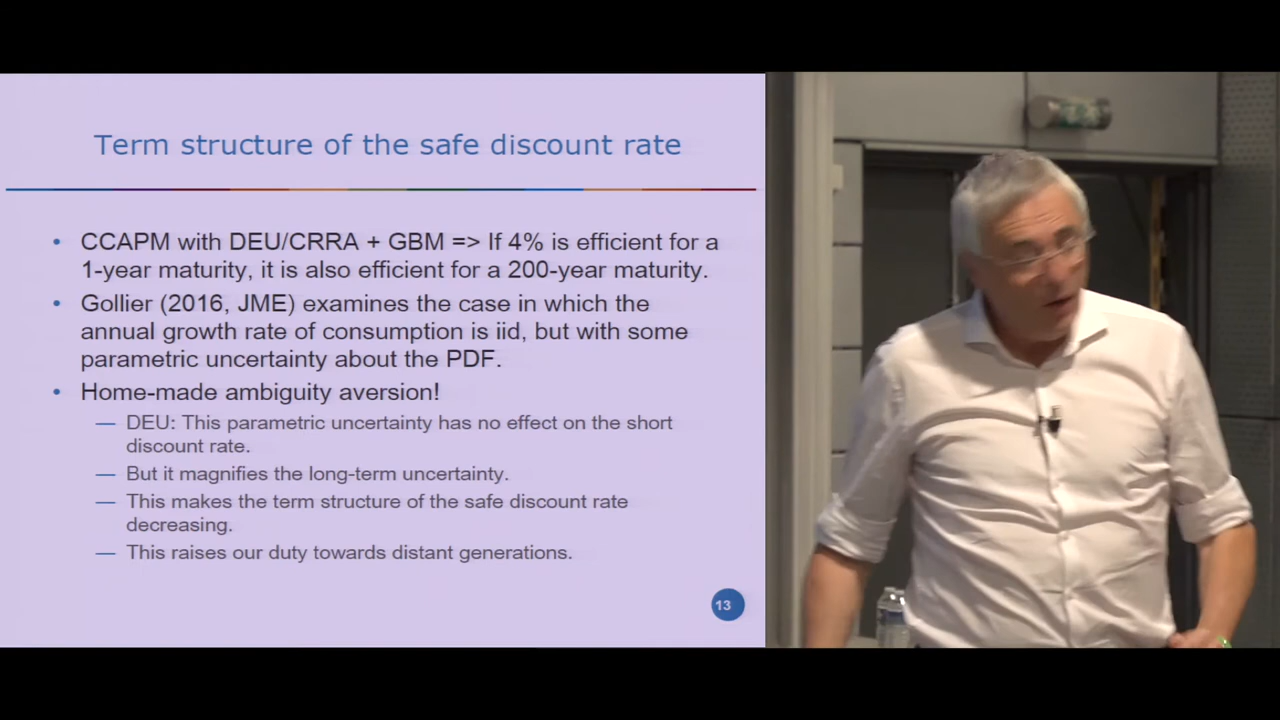 Term structure of the safe discount rate
• CCAPM with DEU/CRRA + GBM => If 4% is efficient for a
1-year maturity, it is also efficient for a 200-year maturity.
• Gollier (2016, JME) examines the case in which the
annual growth rate of consumption is iid, but with some
parametric uncertainty about the PDF.
• Home-made ambiguity aversion!
— DEU: This parametric uncertainty has no effect on the short
discount rate.
— But it magnifies the long-term uncertainty.
— This makes the term structure of the safe discount rate
decreasing.
— This raises our duty towards distant generations.
13